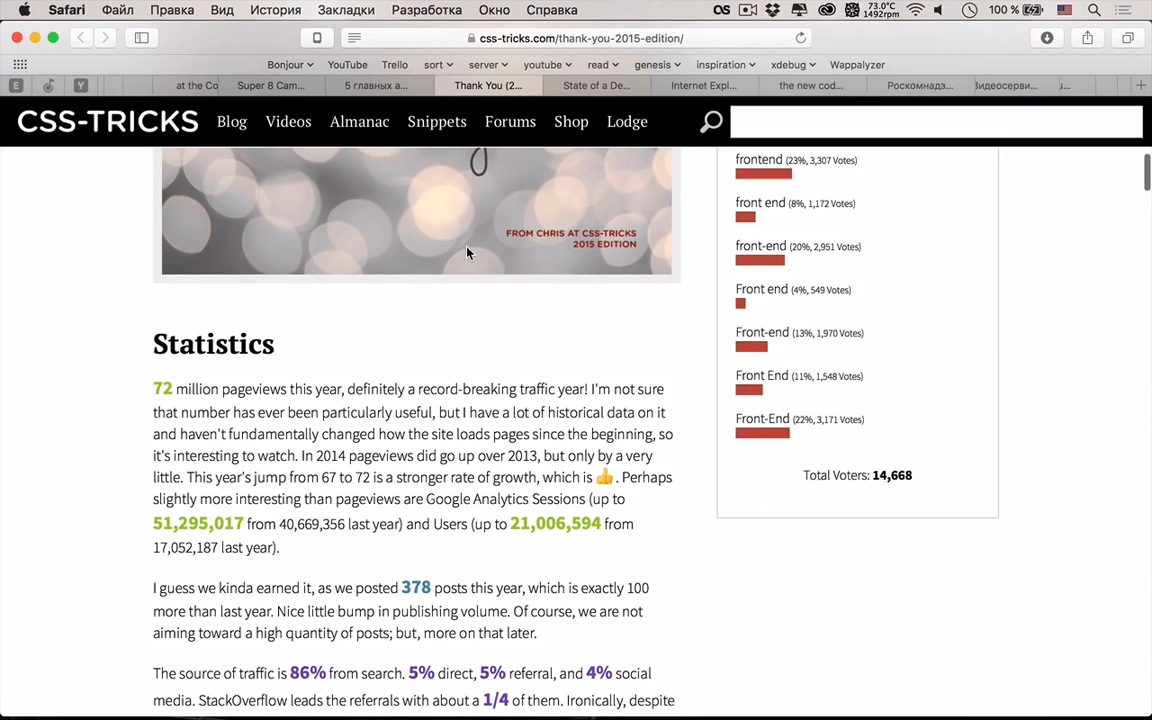 Safari Файл Правка Вид История Закладки Разработка Окно Справка 73.0°C 1492rpm 100 %
css-tricks.com/thank-you-2015-edition/
Bonjour YouTube Trello sort server youtube read genesis inspiration xdebug Wappalyzer
E Y at the Co Super 8 Cam... 5 главных а... Thank You (2... State of a De... Internet Expl... the new cod... Роскомнадз... Видеосерви...
CSS-TRICKS Blog Videos Almanac Snippets Forums Shop Lodge
FROM CHRIS AT CSS-TRICKS
2015 EDITION
Statistics
72 million pageviews this year, definitely a record-breaking traffic year! I'm not sure
that number has ever been particularly useful, but I have a lot of historical data on it
and haven't fundamentally changed how the site loads pages since the beginning, so
it's interesting to watch. In 2014 pageviews did go up over 2013, but only by a very
little. This year's jump from 67 to 72 is a stronger rate of growth, which is 👍. Perhaps
slightly more interesting than pageviews are Google Analytics Sessions (up to
51,295,017 from 40,669,356 last year) and Users (up to 21,006,594 from
17,052,187 last year).
I guess we kinda earned it, as we posted 378 posts this year, which is exactly 100
more than last year. Nice little bump in publishing volume. Of course, we are not
aiming toward a high quantity of posts; but, more on that later.
The source of traffic is 86% from search. 5% direct, 5% referral, and 4% social
media. StackOverflow leads the referrals with about a 1/4 of them. Ironically, despite
frontend (23%, 3,307 Votes)
front end (8%, 1,172 Votes)
front-end (20%, 2,951 Votes)
Front end (4%, 549 Votes)
Front-end (13%, 1,970 Votes)
Front End (11%, 1,548 Votes)
Front-End (22%, 3,171 Votes)
Total Voters: 14,668